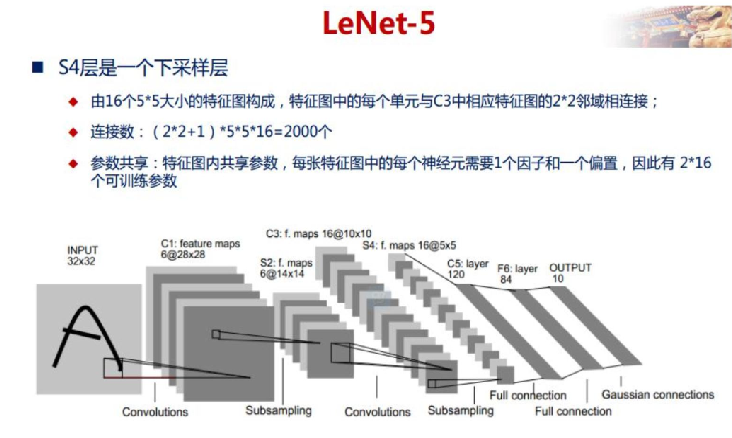 LeNet-5
S4层是一个下采样层
由16个5*5大小的特征图构成，特征图中的每个单元与C3中相应特征图的2*2邻域相连接；
连接数：（2*2+1）*5*5*16=2000个
参数共享：特征图内共享参数，每张特征图中的每个神经元需要1个因子和一个偏置，因此有 2*16
个可训练参数
INPUT
32x32
C1: feature maps
6@28x28
S2: f. maps
6@14x14
C3: f. maps 16@10x10
S4: f. maps 16@5x5
C5: layer
120
F6: layer
84
OUTPUT
10
Convolutions
Subsampling
Convolutions
Subsampling
Full connection
Full connection
Gaussian connections